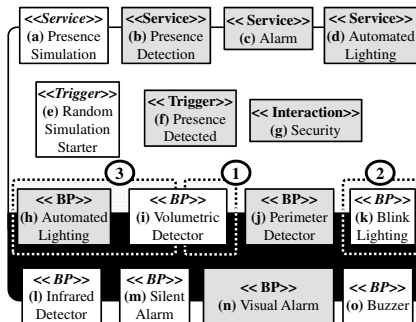 <<Service>>
(a) Presence
Simulation
<<Service>>
(b) Presence
Detection
<< Service>>
(c) Alarm
<< Service>>
(d) Automated
Lighting
<<Trigger>>
(e) Random
Simulation
Starter
<< Trigger>>
(f) Presence
Detected
<< Interaction>>
(g) Security
3
1
2
<< BP>>
(h) Automated
Lighting
<< BP>>
(i) Volumetric
Detector
<< BP>>
(j) Perimeter
Detector
<< BP>>
(k) Blink
Lighting
<< BP>>
(l) Infrared
Detector
<< BP>>
(m) Silent
Alarm
<< BP>>
(n) Visual Alarm
<< BP>>
(o) Buzzer